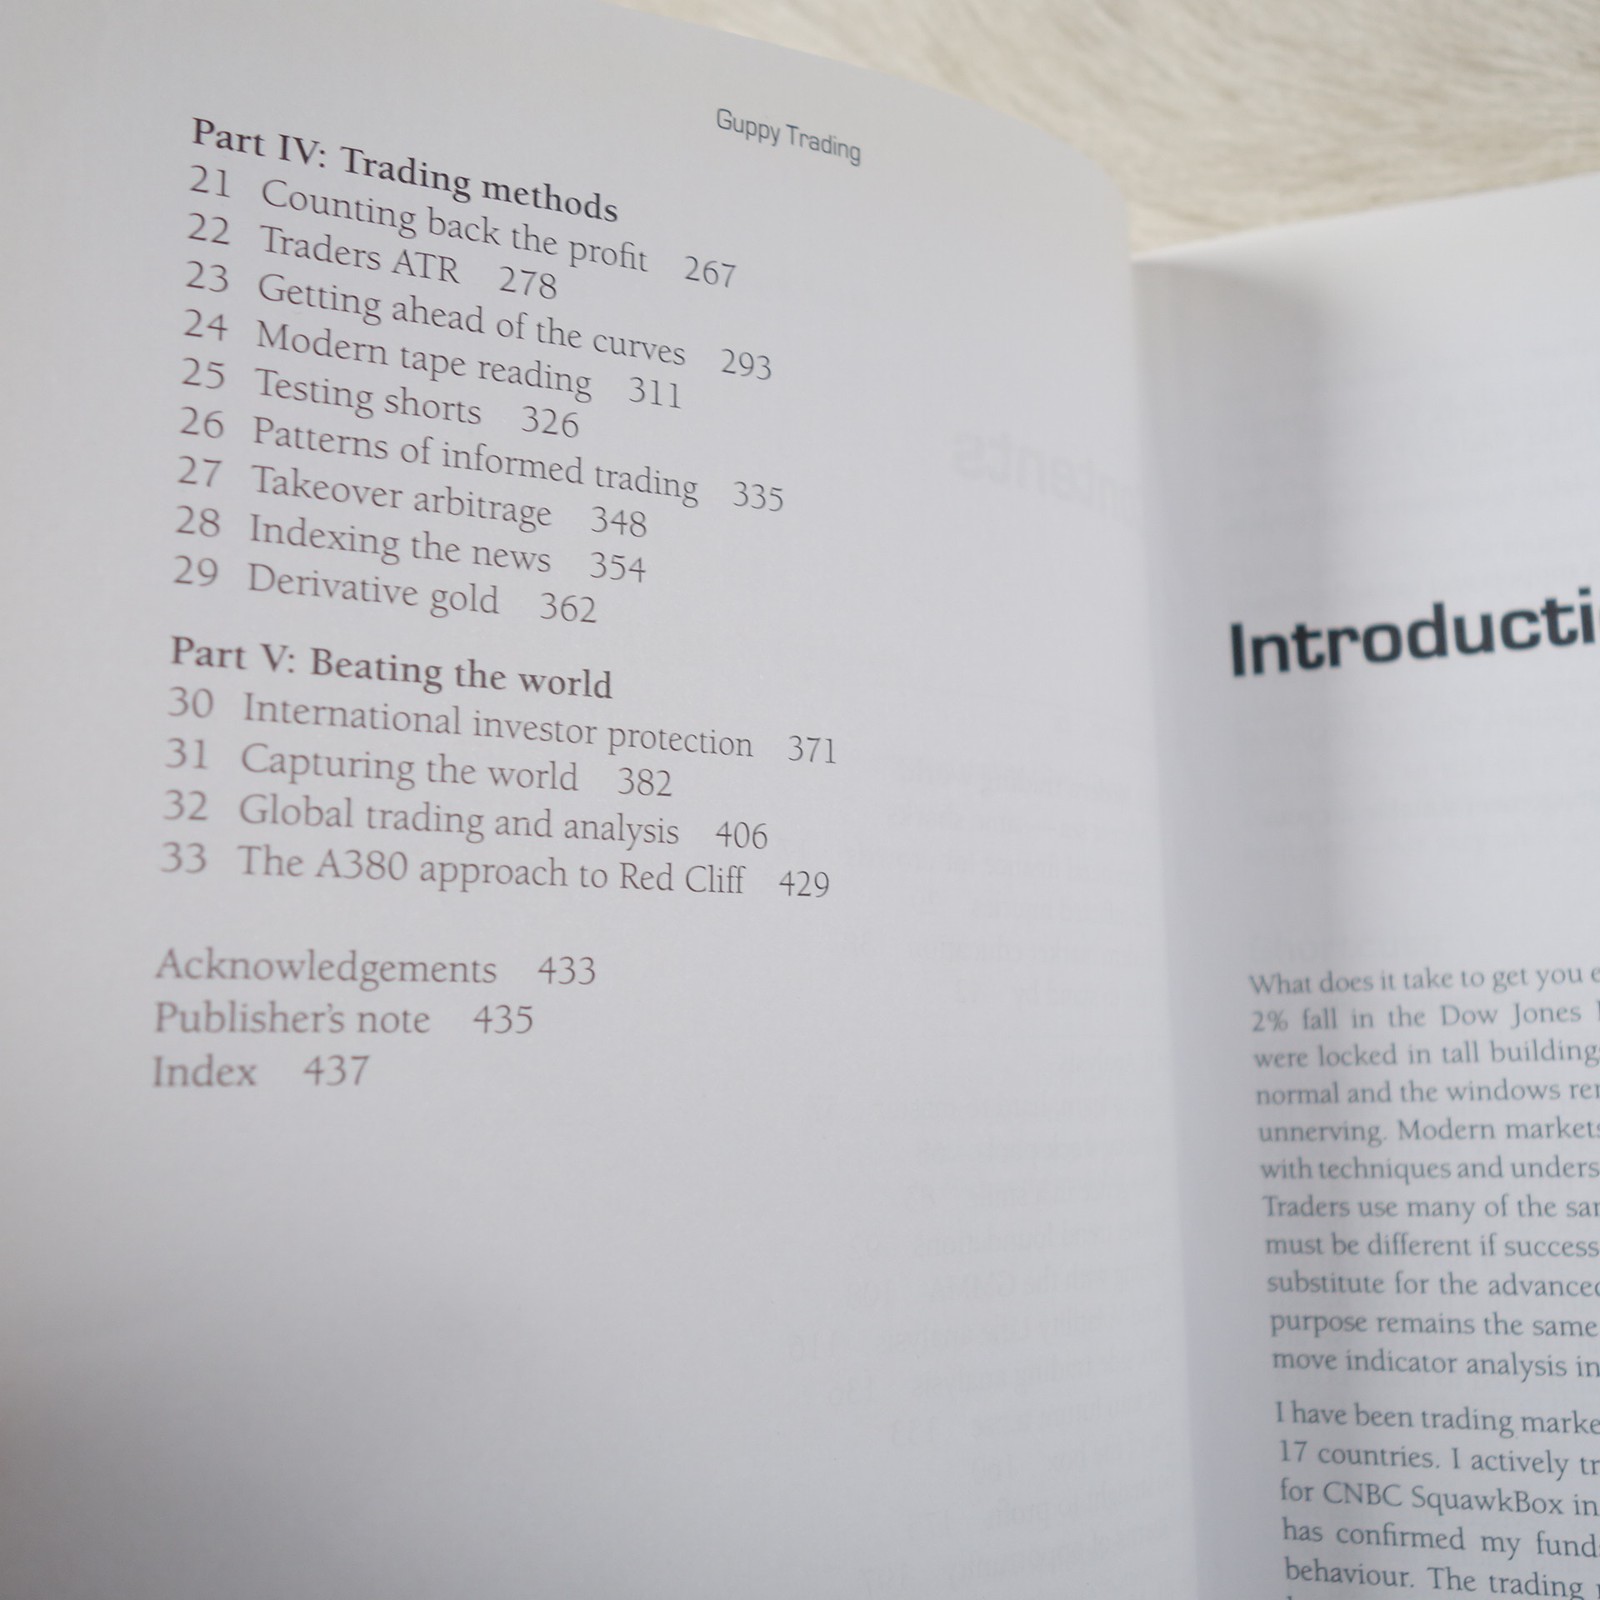 Guppy Trading
Part IV: Trading methods
21 Counting back the profit 267
22 Traders ATR 278
23 Getting ahead of the curves 293
24 Modern tape reading 311
25 Testing shorts 326
26 Patterns of informed trading 335
27 Takeover arbitrage 348
28 Indexing the news 354
29 Derivative gold 362
Part V: Beating the world
30 International investor protection 371
31 Capturing the world 382
32 Global trading and analysis 406
33 The A380 approach to Red Cliff 429
Acknowledgements 433
Publisher's note 435
Index 437
Introducti
What does it take to get you
2% fall in the Dow Jones
were locked in tall building
normal and the windows
unnerving. Modern market
with techniques and unders
Traders use many of the
must be different if success
substitute for the advance
purpose remains the same
move indicator analysis in
I have been trading marke
17 countries. I actively tr
for CNBC SquawkBox in
has confirmed my fund
behaviour. The trading